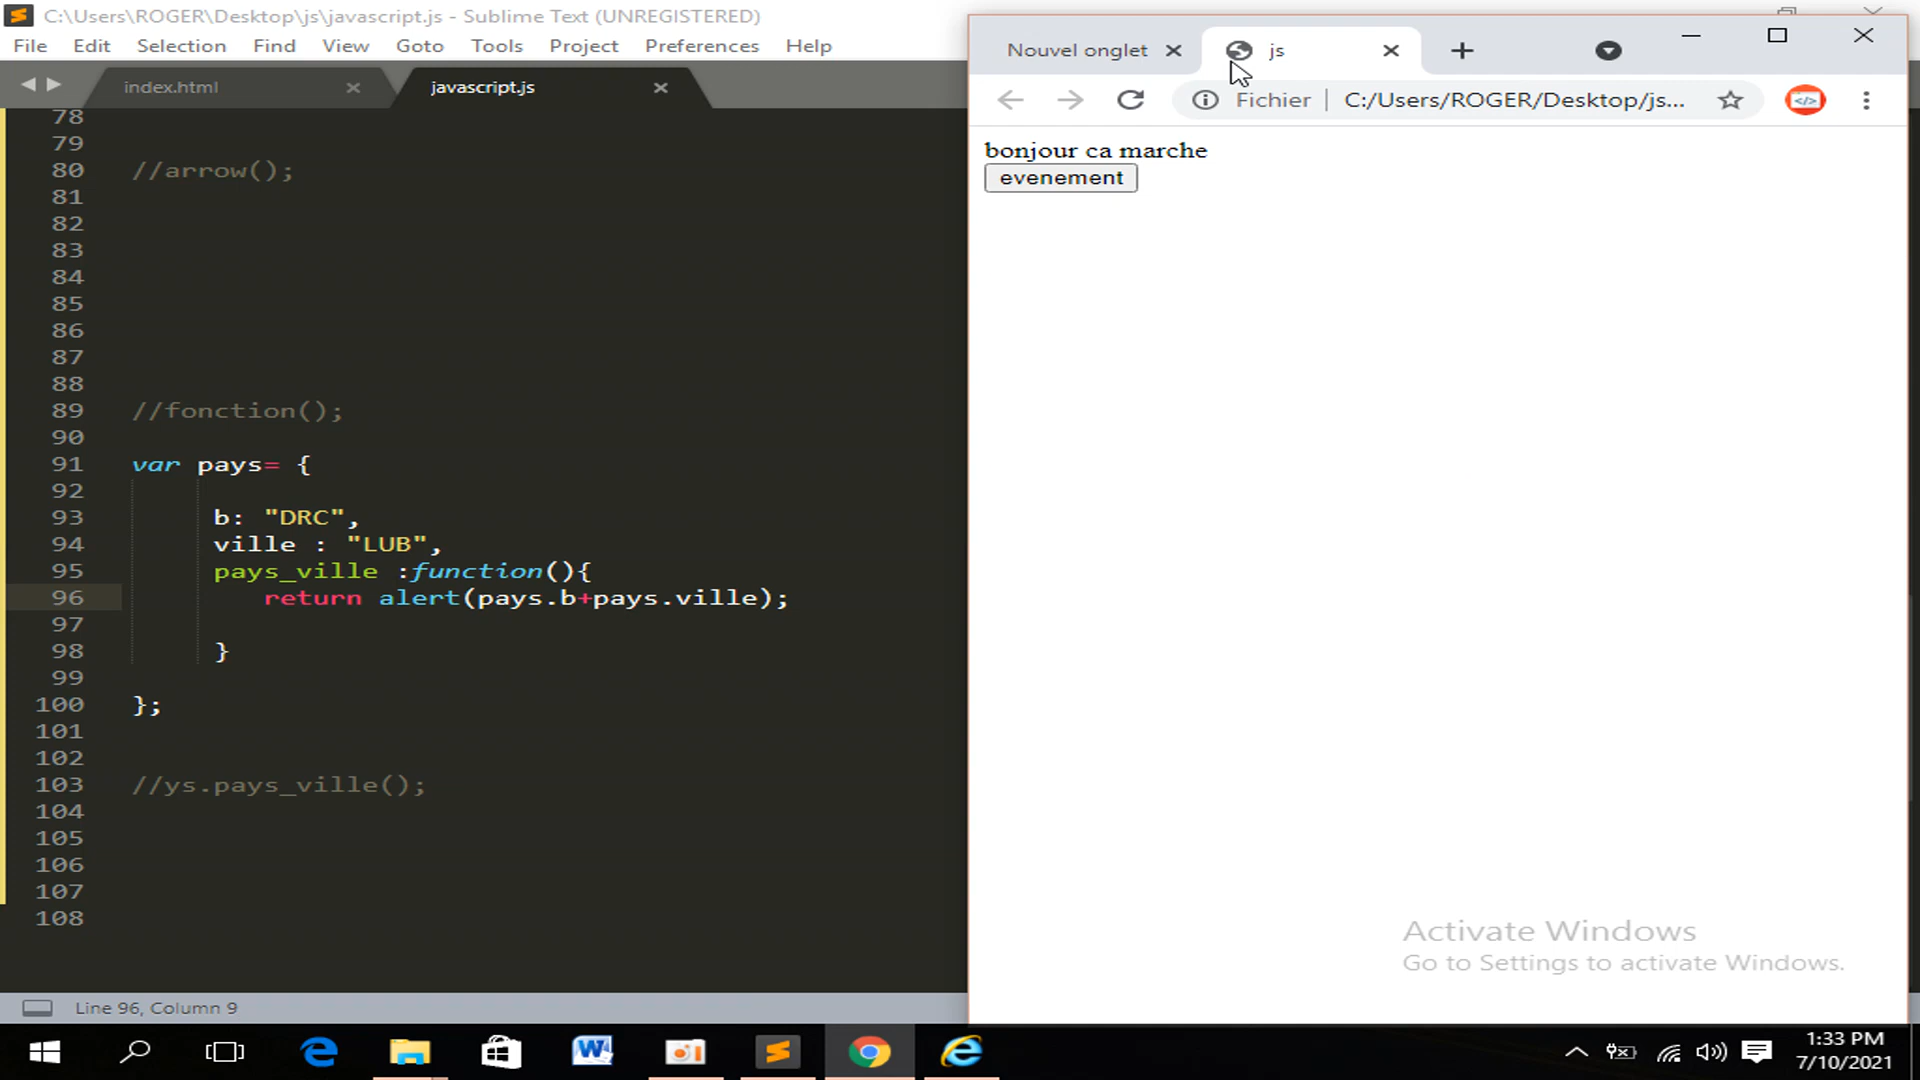 C:\Users\ROGER\Desktop\js\javascript.js - Sublime Text (UNREGISTERED)
File Edit Selection Find View Goto Tools Project Preferences Help
index.html
javascript.js
78
79
80 //arrow();
81
82
83
84
85
86
87
88
89 //fonction();
90
91 var pays= {
92
93 b: "DRC",
94 ville : "LUB",
95 pays_ville :function(){
96 return alert(pays.b+pays.ville);
97
98 }
99
100 };
101
102
103 //ys.pays_ville();
104
105
106
107
108
Line 96, Column 9
Nouvel onglet
js
Fichier | C:/Users/ROGER/Desktop/js...
bonjour ca marche
evenement
Activate Windows
Go to Settings to activate Windows.
1:33 PM
7/10/2021